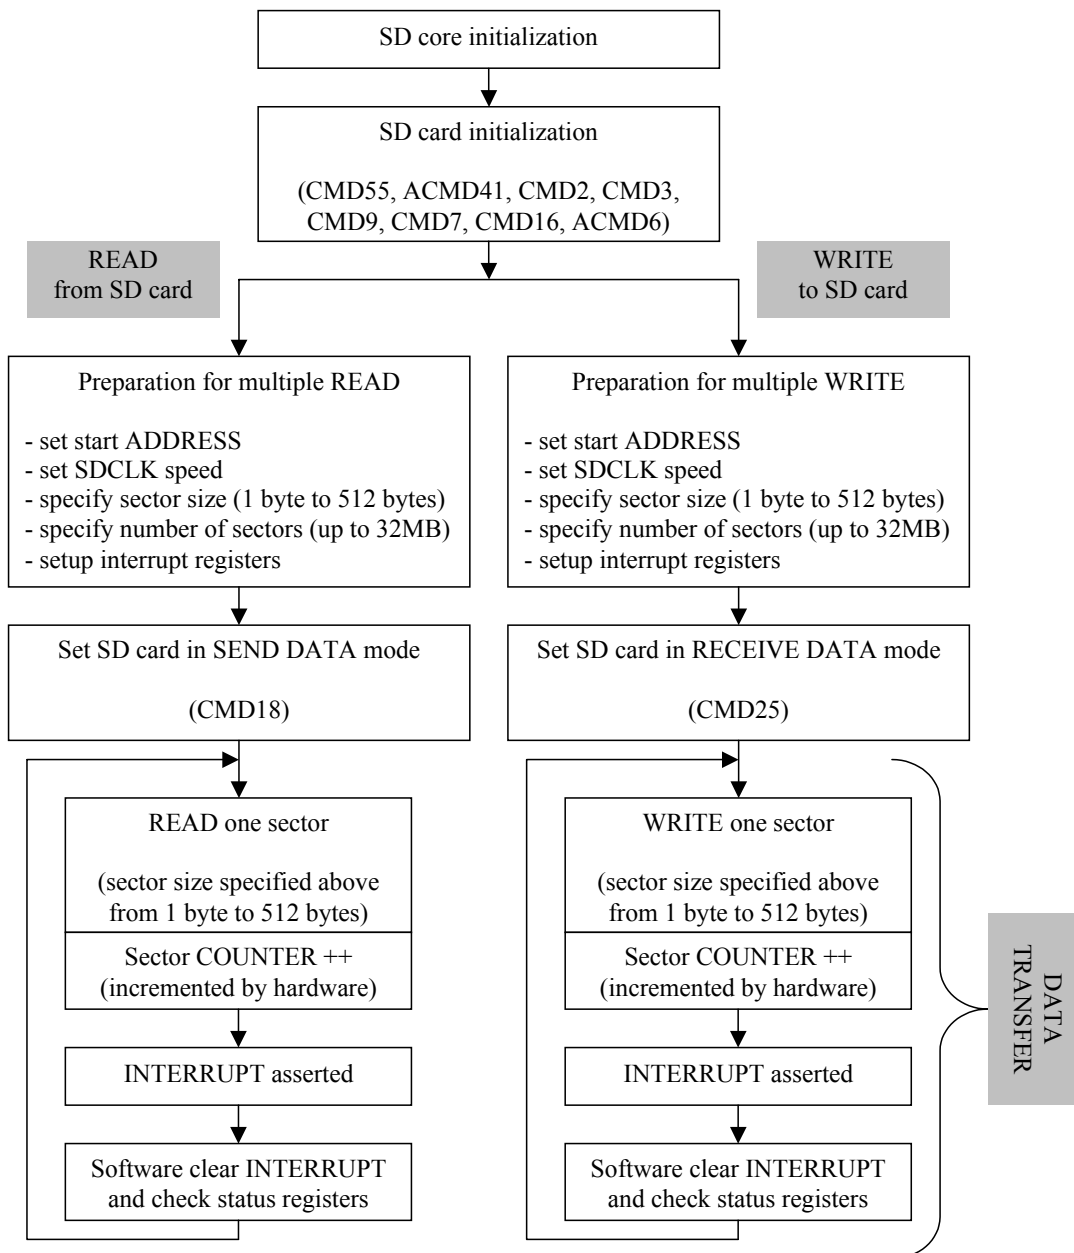 SD core initialization
SD card initialization
(CMD55, ACMD41, CMD2, CMD3,
CMD9, CMD7, CMD16, ACMD6)
READ
from SD card
WRITE
to SD card
Preparation for multiple READ
- set start ADDRESS
- set SDCLK speed
- specify sector size (1 byte to 512 bytes)
- specify number of sectors (up to 32MB)
- setup interrupt registers
Preparation for multiple WRITE
- set start ADDRESS
- set SDCLK speed
- specify sector size (1 byte to 512 bytes)
- specify number of sectors (up to 32MB)
- setup interrupt registers
Set SD card in SEND DATA mode
(CMD18)
Set SD card in RECEIVE DATA mode
(CMD25)
READ one sector
(sector size specified above
from 1 byte to 512 bytes)
Sector COUNTER ++
(incremented by hardware)
INTERRUPT asserted
Software clear INTERRUPT
and check status registers
WRITE one sector
(sector size specified above
from 1 byte to 512 bytes)
Sector COUNTER ++
(incremented by hardware)
INTERRUPT asserted
Software clear INTERRUPT
and check status registers
DATA
TRANSFER